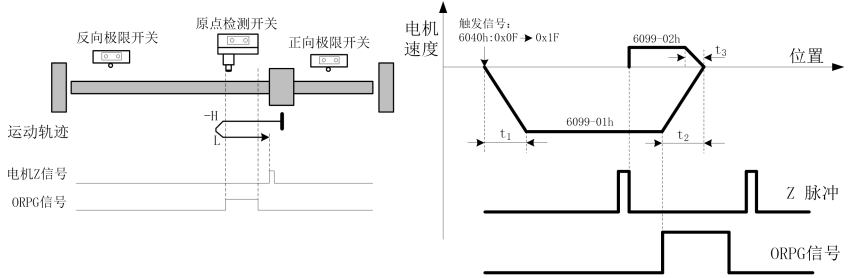 反向极限开关
原点检测开关
正向极限开关
运动轨迹
-H
L
电机Z信号
ORPG信号
电机
速度
触发信号:
6040h:0x0F→0x1F
6099-02h
t3
位置
6099-01h
t1
t2
Z 脉冲
ORPG信号